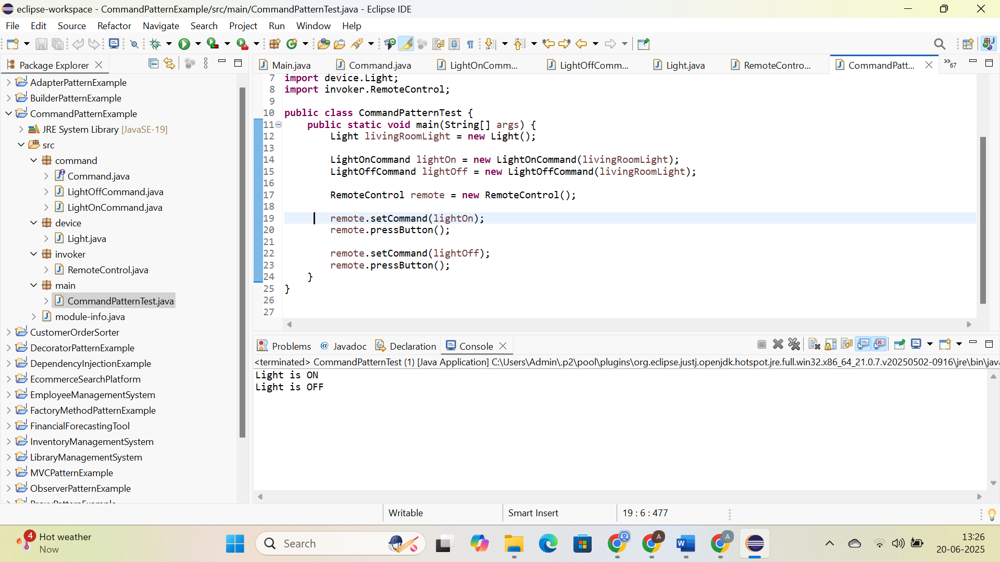 eclipse-workspace - CommandPatternExample/src/main/CommandPatternTest.java - Eclipse IDE
File Edit Source Refactor Navigate Search Project Run Window Help
Package Explorer
AdapterPatternExample
BuilderPatternExample
CommandPatternExample
JRE System Library [JavaSE-19]
src
command
Command.java
LightOffCommand.java
LightOnCommand.java
device
Light.java
invoker
RemoteControl.java
main
CommandPatternTest.java
module-info.java
CustomerOrderSorter
DecoratorPatternExample
DependencyInjectionExample
EcommerceSearchPlatform
EmployeeManagementSystem
FactoryMethodPatternExample
FinancialForecastingTool
InventoryManagementSystem
LibraryManagementSystem
MVCPatternExample
ObserverPatternExample
Main.java Command.java LightOnComm... LightOffComm... Light.java RemoteContro... CommandPatt... »67
7 import device.Light;
8 import invoker.RemoteControl;
9
10 public class CommandPatternTest {
11 public static void main(String[] args) {
12 Light livingRoomLight = new Light();
13
14 LightOnCommand lightOn = new LightOnCommand(livingRoomLight);
15 LightOffCommand lightOff = new LightOffCommand(livingRoomLight);
16
17 RemoteControl remote = new RemoteControl();
18
19 remote.setCommand(lightOn);
20 remote.pressButton();
21
22 remote.setCommand(lightOff);
23 remote.pressButton();
24 }
25 }
26
27
Problems @ Javadoc Declaration Console
<terminated> CommandPatternTest (1) [Java Application] C:\Users\Admin\.p2\pool\plugins\org.eclipse.justj.openjdk.hotspot.jre.full.win32.x86_64_21.0.7.v20250502-0916\jre\bin\java
Light is ON
Light is OFF
Writable Smart Insert 19 : 6 : 477
4 Hot weather
Now
Search
13:26
20-06-2025